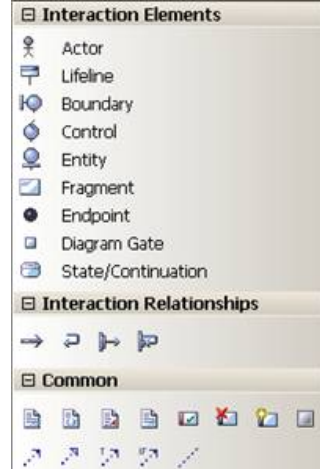 Interaction Elements
Actor
Lifeline
Boundary
Control
Entity
Fragment
Endpoint
Diagram Gate
State/Continuation
Interaction Relationships
Common